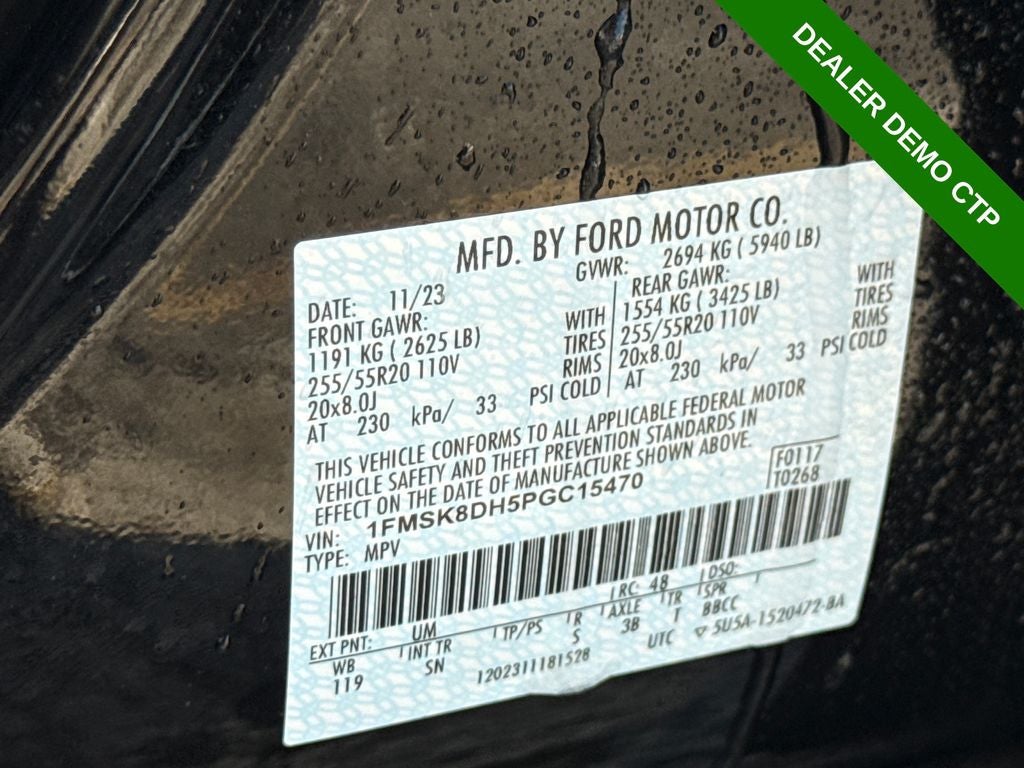 DEALER DEMO CTP
MFD. BY FORD MOTOR CO.
DATE: 11/23
GVWR: 2694 KG ( 5940 LB)
FRONT GAWR:
1191 KG ( 2625 LB)
WITH
255/55R20 110V
TIRES
20x8.0J
RIMS
AT 230 kPa/ 33 PSI COLD
REAR GAWR:
1554 KG ( 3425 LB)
WITH
255/55R20 110V
TIRES
20x8.0J
RIMS
AT 230 kPa/ 33 PSI COLD
THIS VEHICLE CONFORMS TO ALL APPLICABLE FEDERAL MOTOR
VEHICLE SAFETY AND THEFT PREVENTION STANDARDS IN
EFFECT ON THE DATE OF MANUFACTURE SHOWN ABOVE.
F0117
VIN: 1FMSK8DH5PGC15470
T0268
TYPE: MPV
EXT PNT: UM RC: 48 DSO:
WB INT TR TP/PS R AXLE TR SPR
119 SN S 3B T BBCC
1202311181528 UTC ▽ 5U5A-1520472-BA